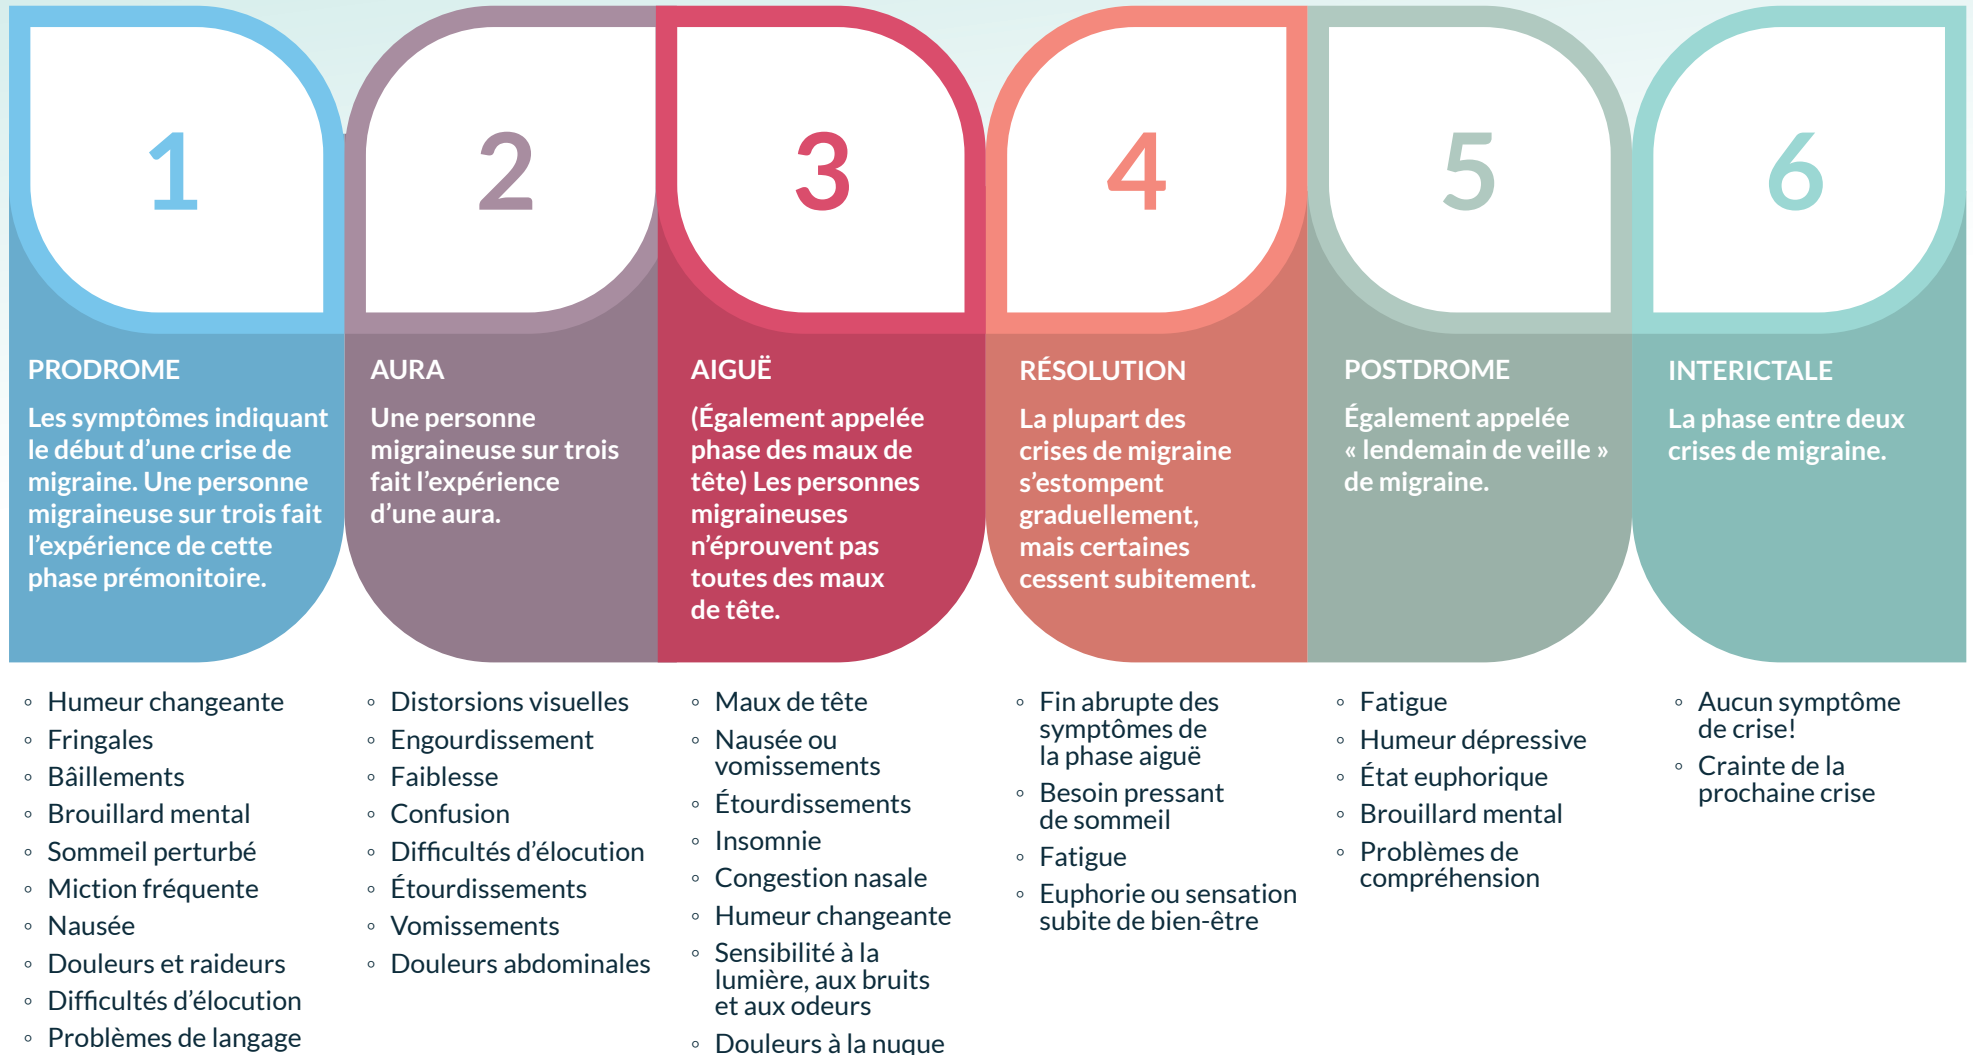 1
2
3
4
5
6
PRODROME
Les symptômes indiquant
le début d’une crise de
migraine. Une personne
migraineuse sur trois fait
l’expérience de cette
phase prémonitoire.
AURA
Une personne
migraineuse sur trois
fait l’expérience
d’une aura.
AIGUË
(Également appelée
phase des maux de
tête) Les personnes
migraineuses
n’éprouvent pas
toutes des maux
de tête.
RÉSOLUTION
La plupart des
crises de migraine
s’estompent
graduellement,
mais certaines
cessent subitement.
POSTDROME
Également appelée
« lendemain de veille »
de migraine.
INTERICTALE
La phase entre deux
crises de migraine.
◦ Humeur changeante
◦ Fringales
◦ Bâillements
◦ Brouillard mental
◦ Sommeil perturbé
◦ Miction fréquente
◦ Nausée
◦ Douleurs et raideurs
◦ Difficultés d’élocution
◦ Problèmes de langage
◦ Distorsions visuelles
◦ Engourdissement
◦ Faiblesse
◦ Confusion
◦ Difficultés d’élocution
◦ Étourdissements
◦ Vomissements
◦ Douleurs abdominales
◦ Maux de tête
◦ Nausée ou
vomissements
◦ Étourdissements
◦ Insomnie
◦ Congestion nasale
◦ Humeur changeante
◦ Sensibilité à la
lumière, aux bruits
et aux odeurs
◦ Douleurs à la nuque
◦ Fin abrupte des
symptômes de
la phase aiguë
◦ Besoin pressant
de sommeil
◦ Fatigue
◦ Euphorie ou sensation
subite de bien-être
◦ Fatigue
◦ Humeur dépressive
◦ État euphorique
◦ Brouillard mental
◦ Problèmes de
compréhension
◦ Aucun symptôme
de crise!
◦ Crainte de la
prochaine crise